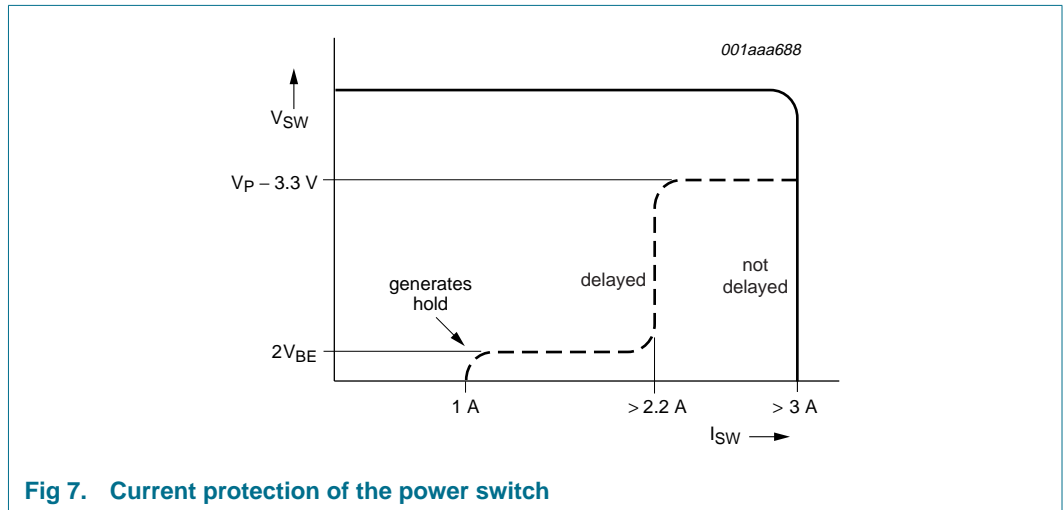 001aaa688
VSW
VP − 3.3 V
generates
hold
delayed
not
delayed
2VBE
1 A
> 2.2 A
> 3 A
ISW
Fig 7. Current protection of the power switch